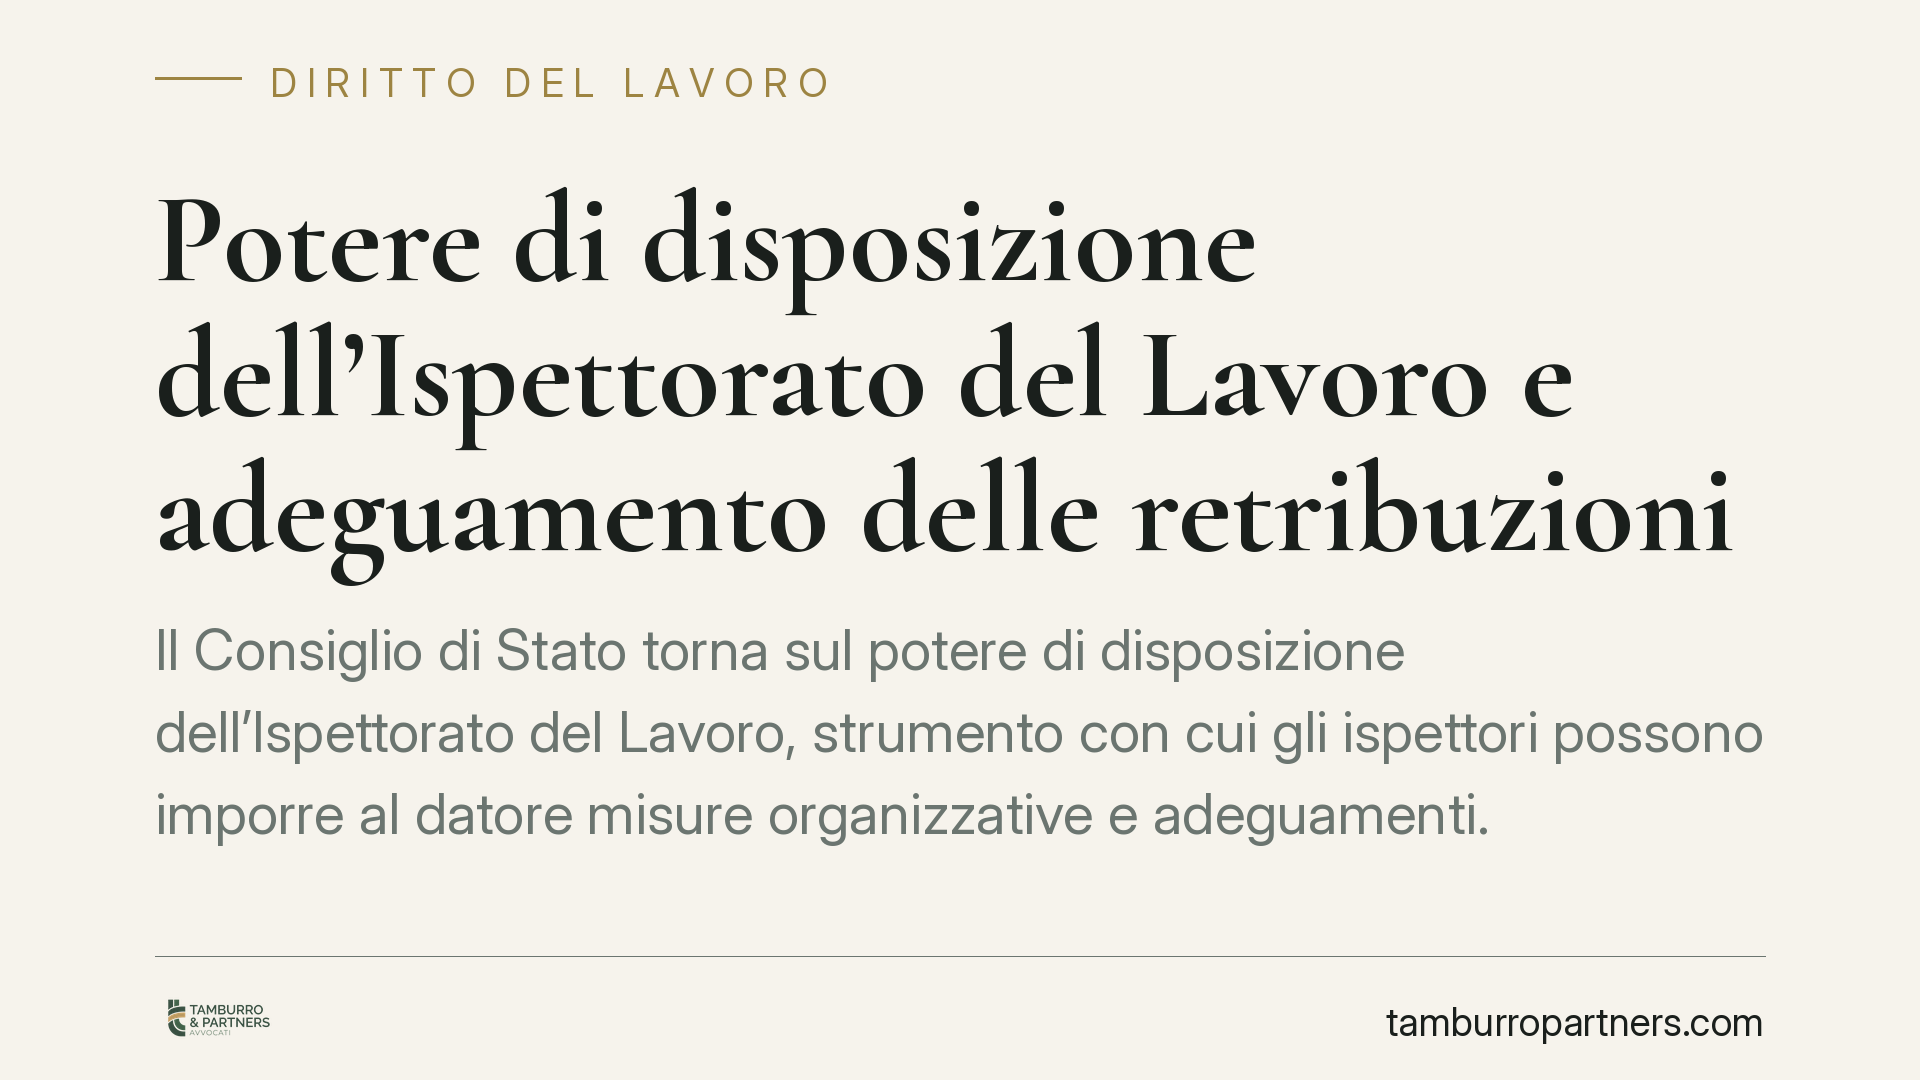 DIRITTO DEL LAVORO
Potere di disposizione
dell’Ispettorato del Lavoro e
adeguamento delle retribuzioni
Il Consiglio di Stato torna sul potere di disposizione
dell’Ispettorato del Lavoro, strumento con cui gli ispettori possono
imporre al datore misure organizzative e adeguamenti.
TAMBURRO
& PARTNERS
AVVOCATI
tamburropartners.com